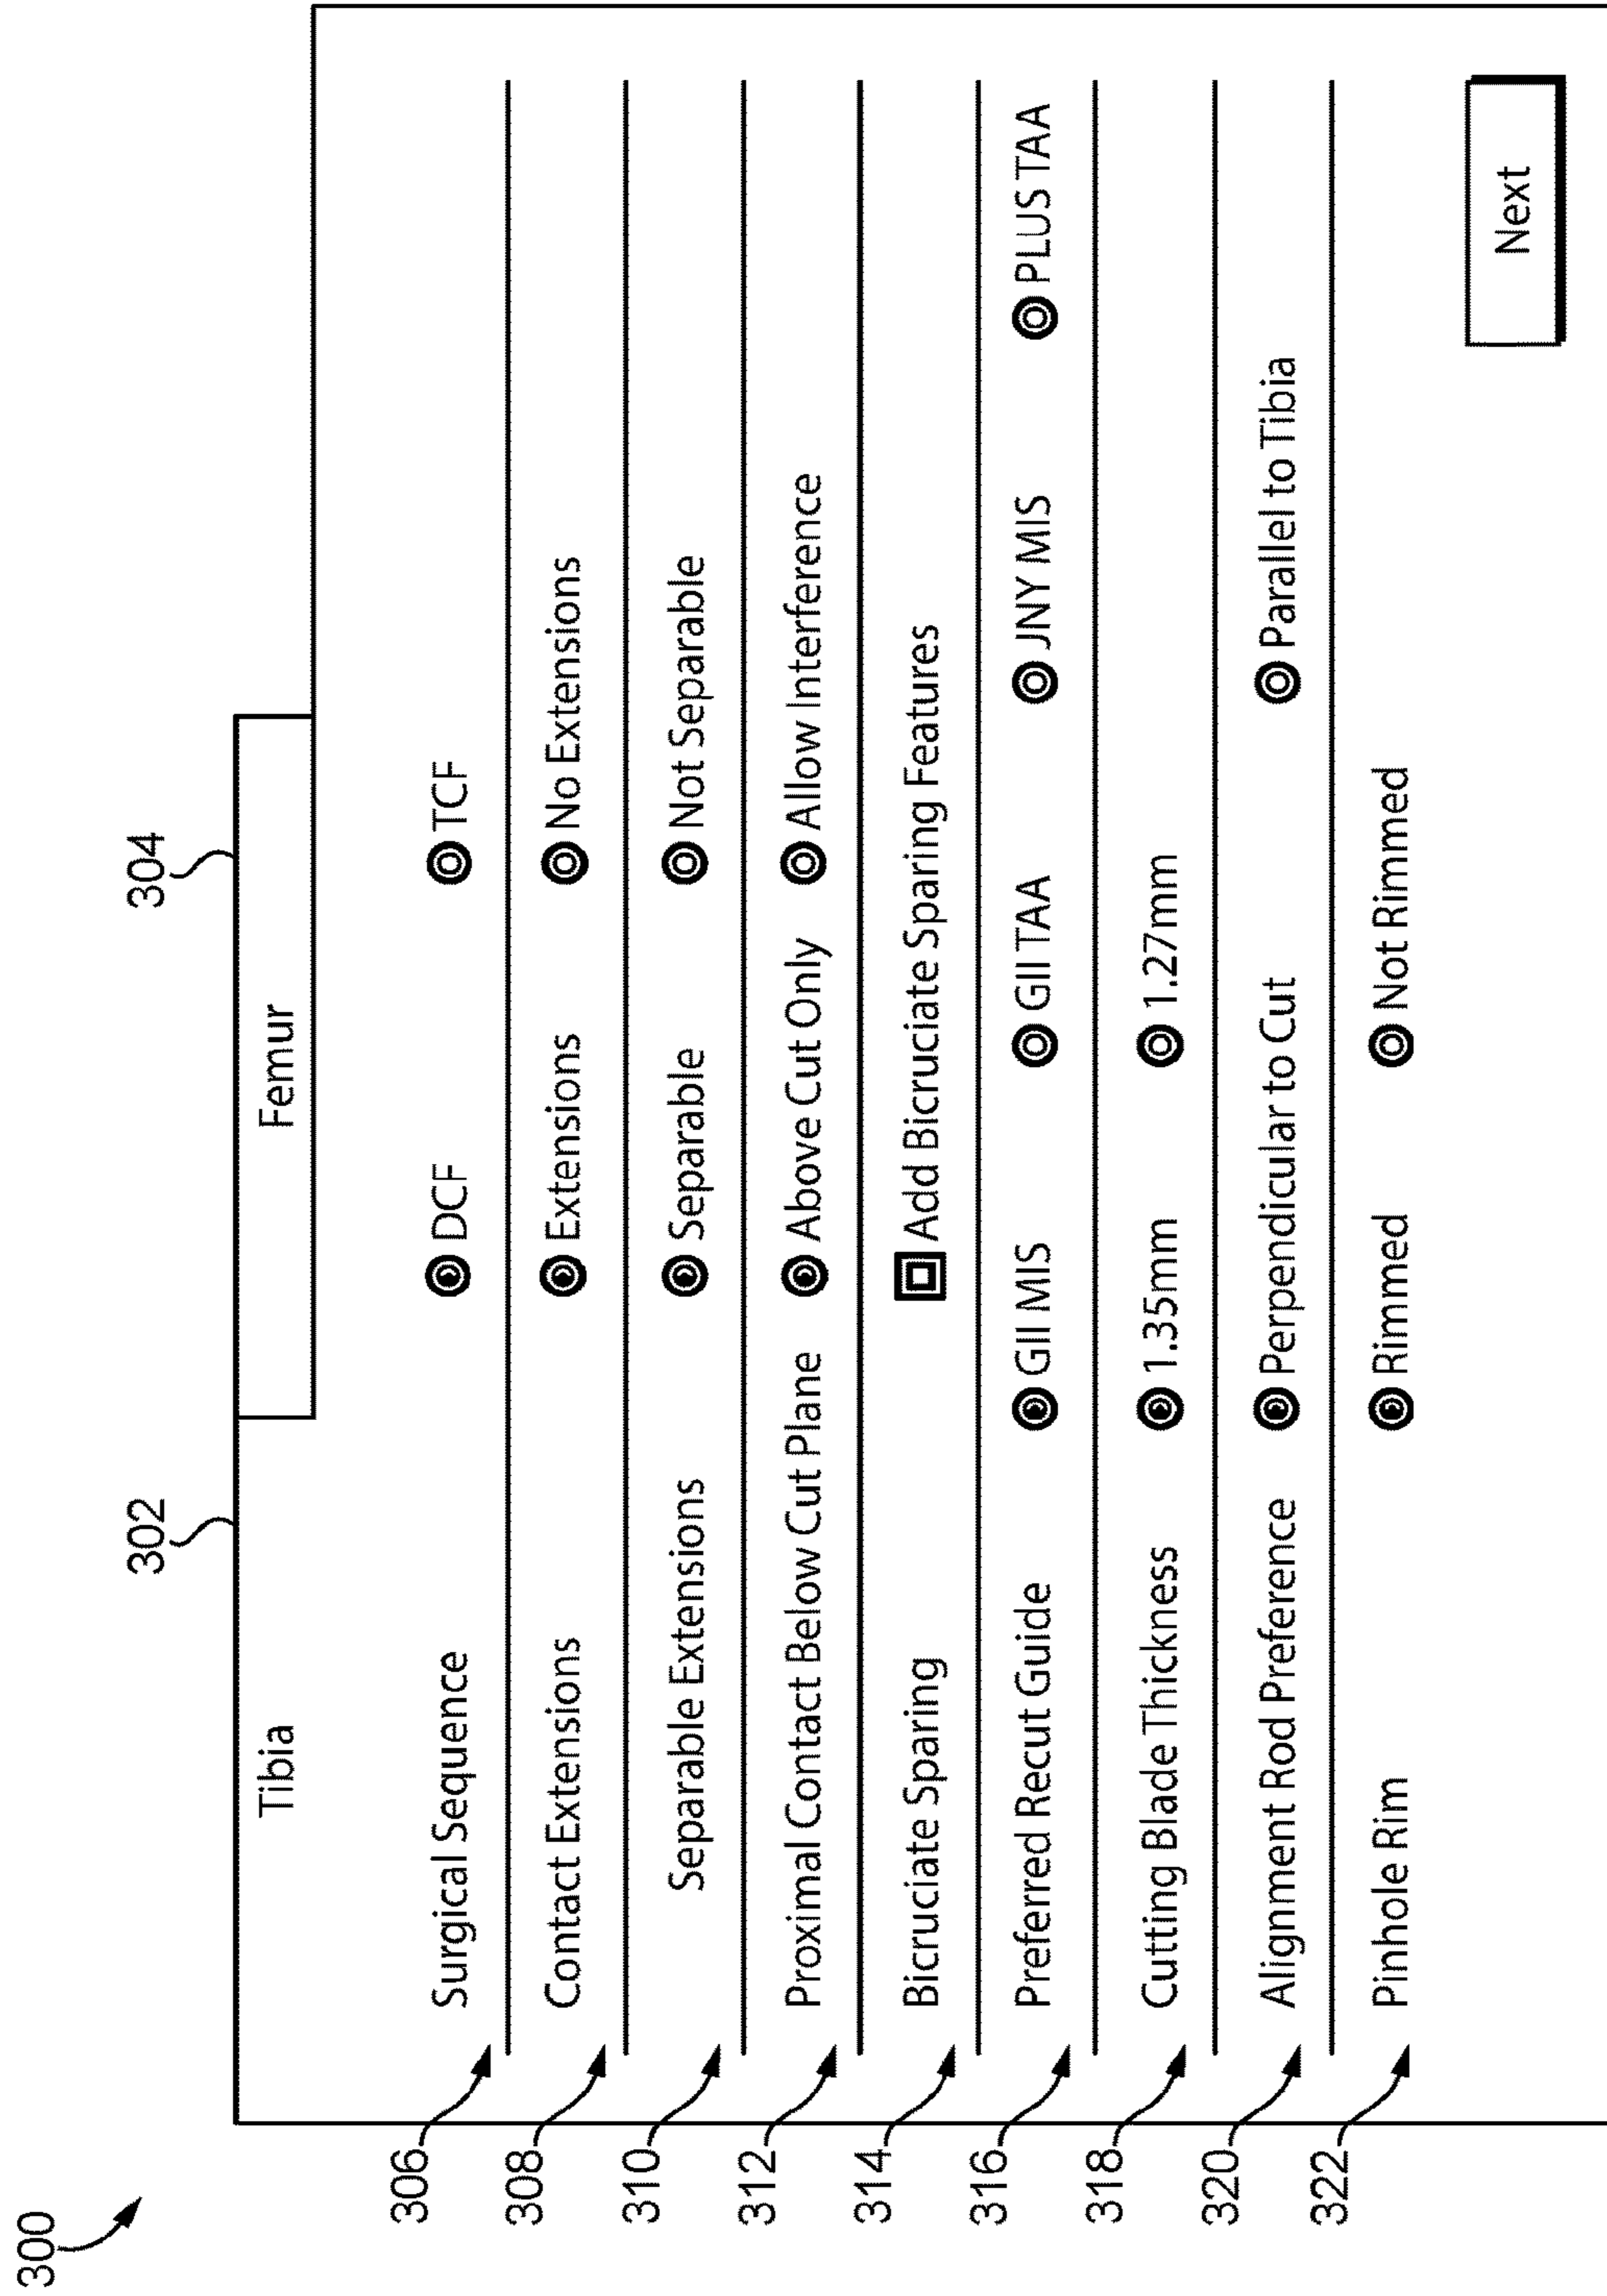 300
302
304
Tibia
Femur
306 Surgical Sequence DCF TCF
308 Contact Extensions Extensions No Extensions
310 Separable Extensions Separable Not Separable
312 Proximal Contact Below Cut Plane Above Cut Only Allow Interference
314 Bicruciate Sparing Add Bicruciate Sparing Features
316 Preferred Recut Guide GII MIS GII TAA JNY MIS PLUS TAA
318 Cutting Blade Thickness 1.35mm 1.27mm
320 Alignment Rod Preference Perpendicular to Cut Parallel to Tibia
322 Pinhole Rim Rimmed Not Rimmed
Next